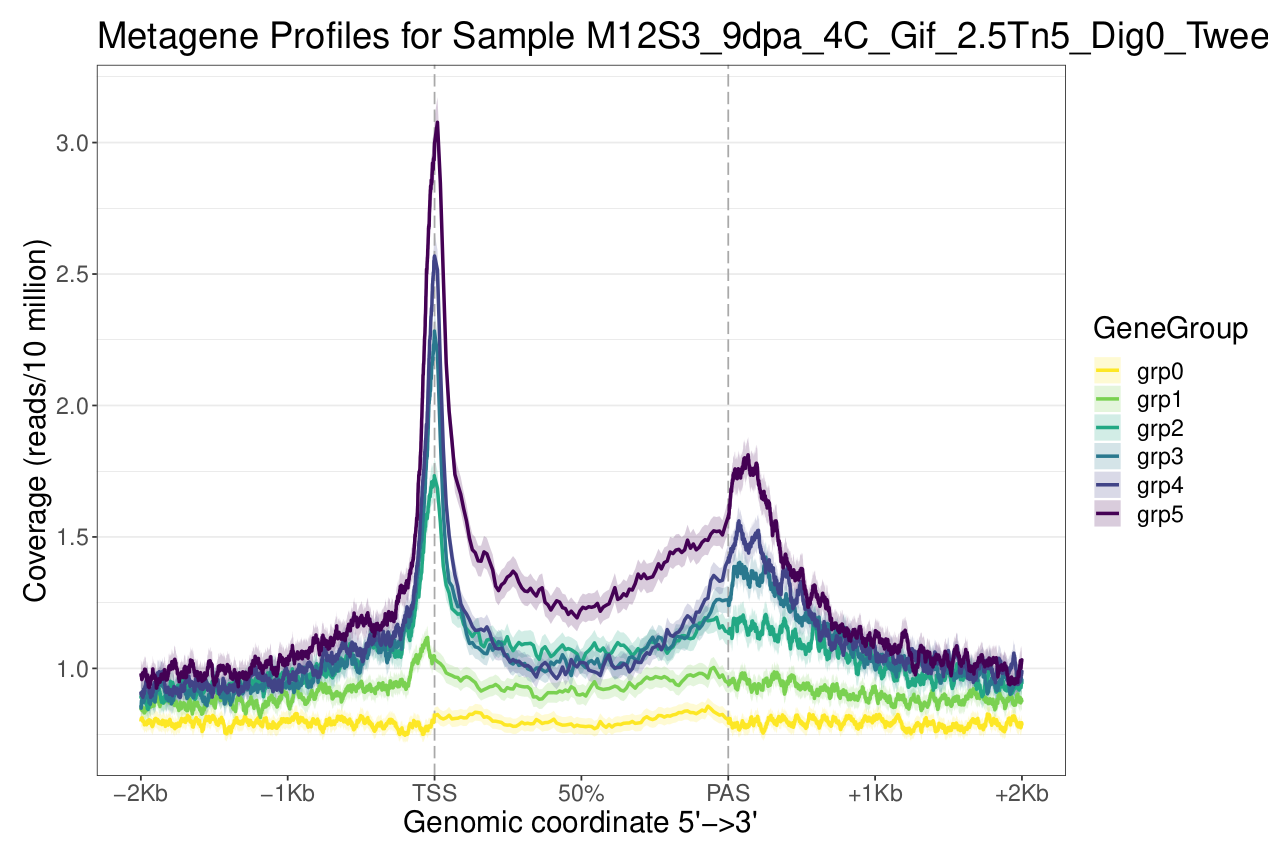 Metagene Profiles for Sample M12S3_9dpa_4C_Gif_2.5Tn5_Dig0_Twee
Coverage (reads/10 million)
3.0
2.5
2.0
1.5
1.0
−2Kb
−1Kb
TSS
50%
PAS
+1Kb
+2Kb
Genomic coordinate 5'−>3'
GeneGroup
grp0
grp1
grp2
grp3
grp4
grp5